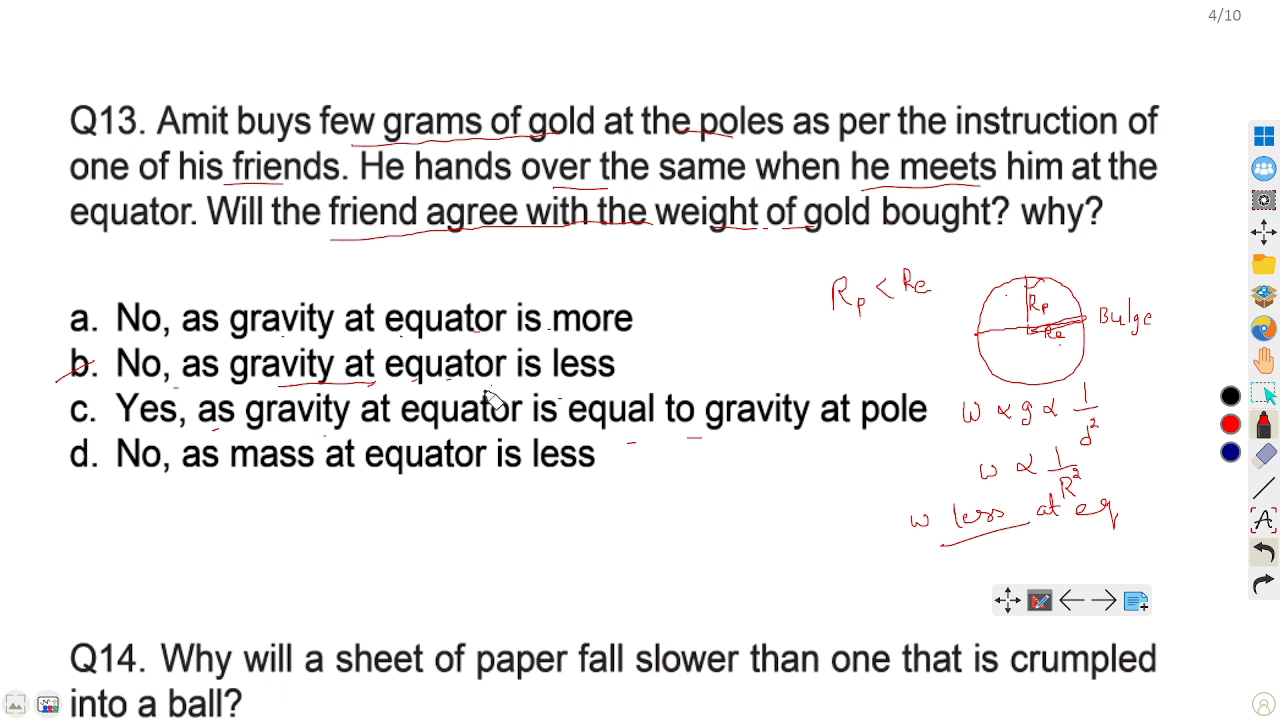 4/10
Q13. Amit buys few grams of gold at the poles as per the instruction of
one of his friends. He hands over the same when he meets him at the
equator. Will the friend agree with the weight of gold bought? why?
a. No, as gravity at equator is more
b. No, as gravity at equator is less
c. Yes, as gravity at equator is equal to gravity at pole
d. No, as mass at equator is less
Rp < Re
Rp
Re
Bulge
w ∝ g ∝ 1/d²
w ∝ 1/R²
w less at eq
Q14. Why will a sheet of paper fall slower than one that is crumpled
into a ball?